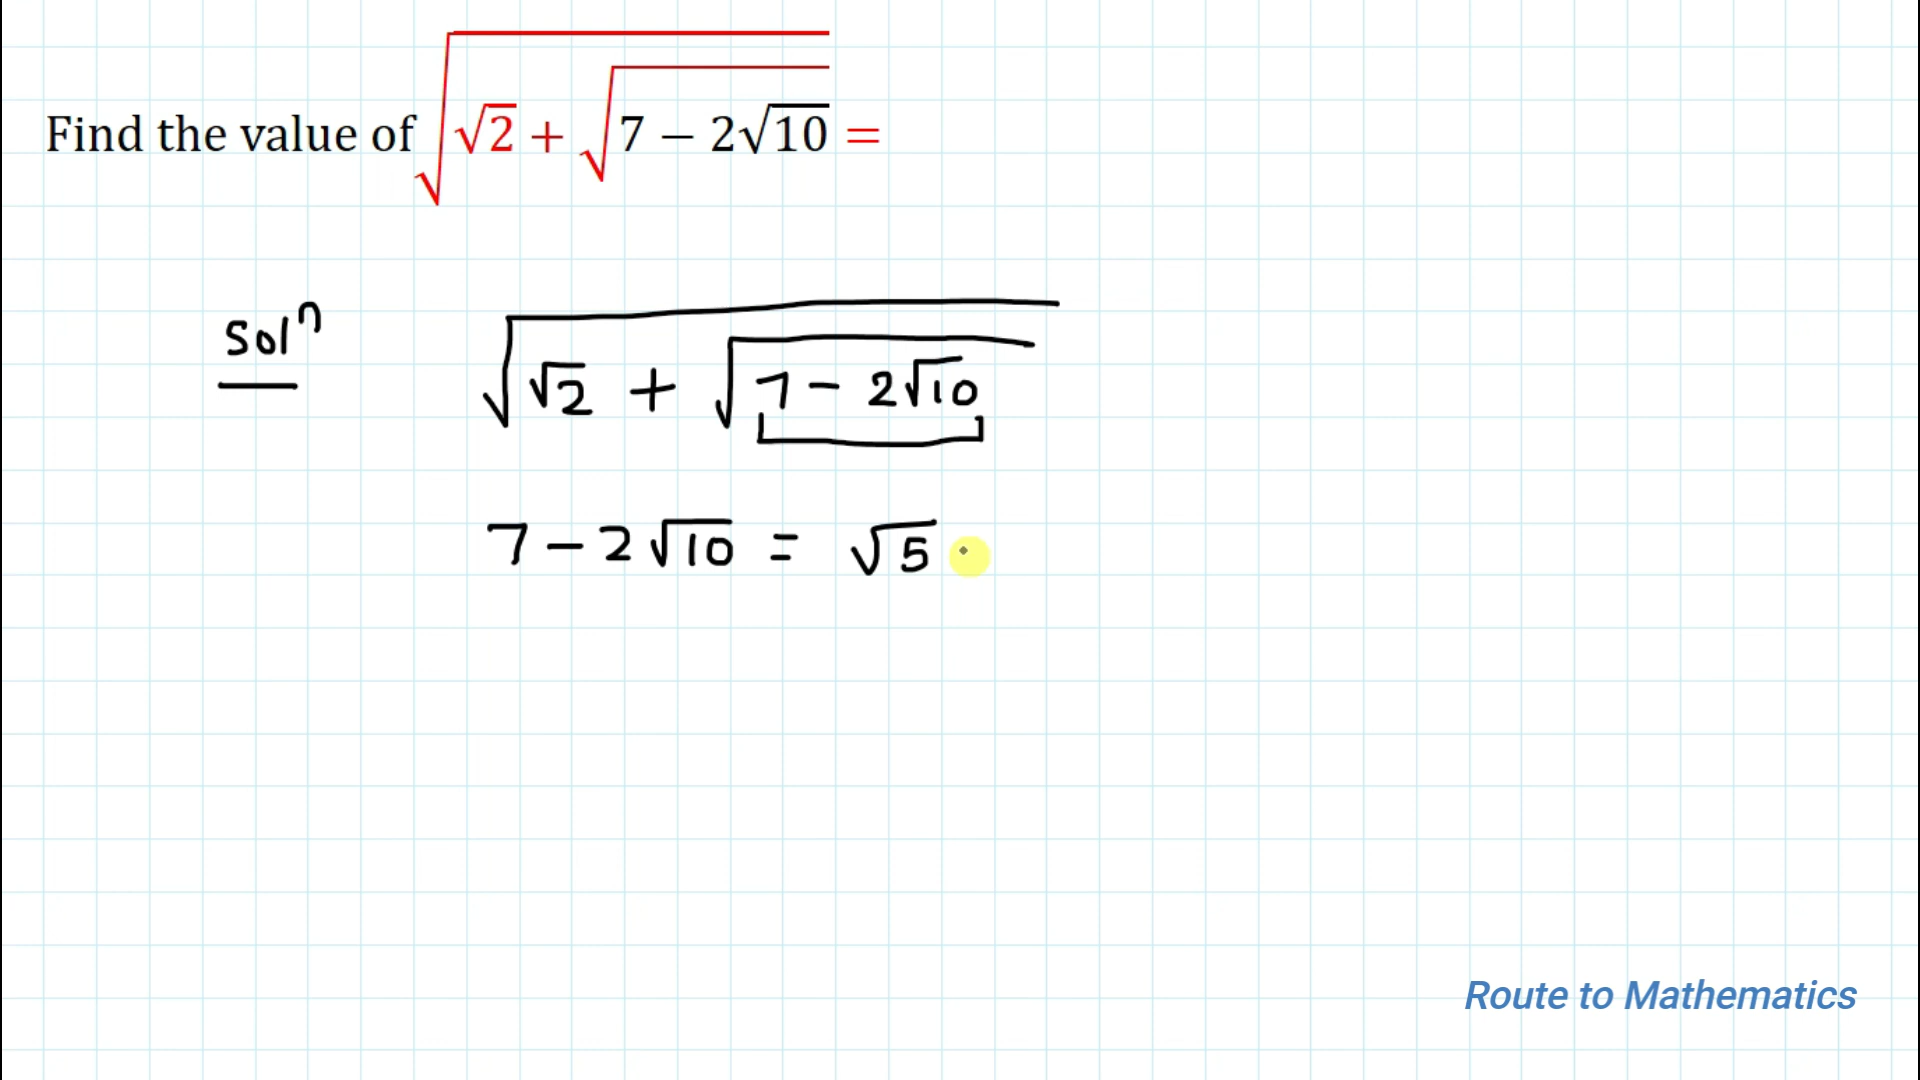 Find the value of √(√2 + √(7 − 2√10)) =
Solⁿ
√(√2 + √(7 − 2√10))
7 − 2√10 = √5
Route to Mathematics